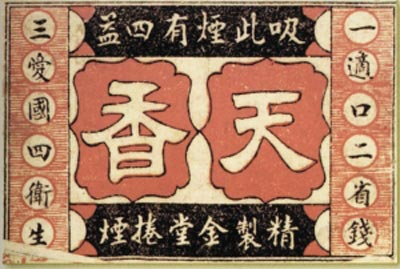 吸此煙有四益
天香
精製金堂捲煙
一適口二省錢
三愛國四衛生